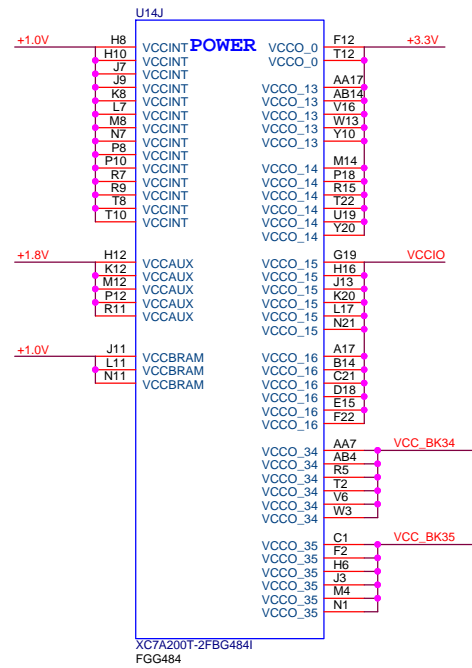 U14J
POWER
+1.0V H8 VCCINT VCCO_0 F12 +3.3V
H10 VCCINT VCCO_0 T12
J7 VCCINT
J9 VCCINT VCCO_13 AA17
K8 VCCINT VCCO_13 AB14
L7 VCCINT VCCO_13 V16
M8 VCCINT VCCO_13 W13
N7 VCCINT VCCO_13 Y10
P8 VCCINT
P10 VCCINT VCCO_14 M14
R7 VCCINT VCCO_14 P18
R9 VCCINT VCCO_14 R15
T8 VCCINT VCCO_14 T22
T10 VCCINT VCCO_14 U19
VCCO_14 Y20
+1.8V H12 VCCAUX VCCO_15 G19 VCCIO
K12 VCCAUX VCCO_15 H16
M12 VCCAUX VCCO_15 J13
P12 VCCAUX VCCO_15 K20
R11 VCCAUX VCCO_15 L17
VCCO_15 N21
+1.0V J11 VCCBRAM VCCO_16 A17
L11 VCCBRAM VCCO_16 B14
N11 VCCBRAM VCCO_16 C21
VCCO_16 D18
VCCO_16 E15
VCCO_16 F22
VCCO_34 AA7 VCC_BK34
VCCO_34 AB4
VCCO_34 R5
VCCO_34 T2
VCCO_34 V6
VCCO_34 W3
VCCO_35 C1 VCC_BK35
VCCO_35 F2
VCCO_35 H6
VCCO_35 J3
VCCO_35 M4
VCCO_35 N1
XC7A200T-2FBG484I
FGG484